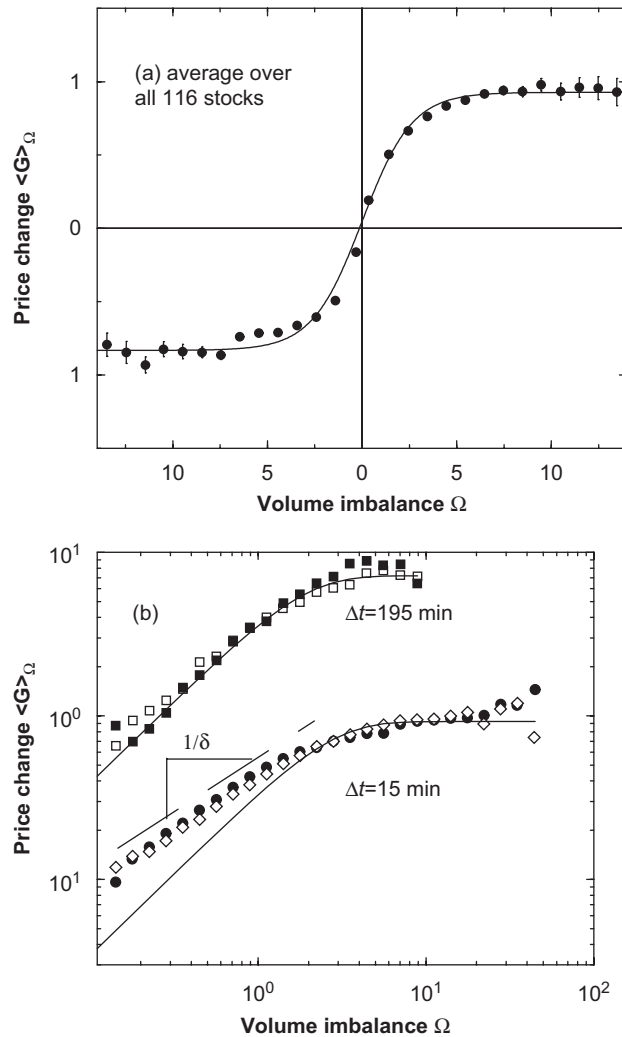 (a) average over
all 116 stocks
Price change <G>Ω
1
0
1
10
5
0
5
10
Volume imbalance Ω
(b)
Price change <G>Ω
10¹
10⁰
10¹
Δt=195 min
1/δ
Δt=15 min
10⁰
10¹
10²
Volume imbalance Ω